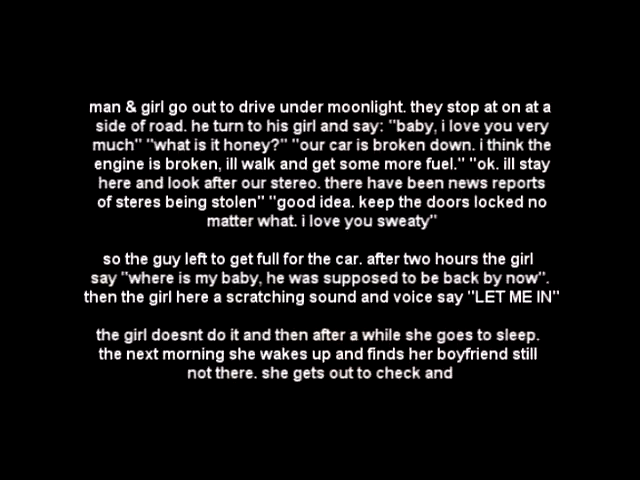 man & girl go out to drive under moonlight. they stop at on at a
side of road. he turn to his girl and say: "baby, i love you very
much" "what is it honey?" "our car is broken down. i think the
engine is broken, ill walk and get some more fuel." "ok. ill stay
here and look after our stereo. there have been news reports
of steres being stolen" "good idea. keep the doors locked no
matter what. i love you sweaty"
so the guy left to get full for the car. after two hours the girl
say "where is my baby, he was supposed to be back by now".
then the girl here a scratching sound and voice say "LET ME IN"
the girl doesnt do it and then after a while she goes to sleep.
the next morning she wakes up and finds her boyfriend still
not there. she gets out to check and